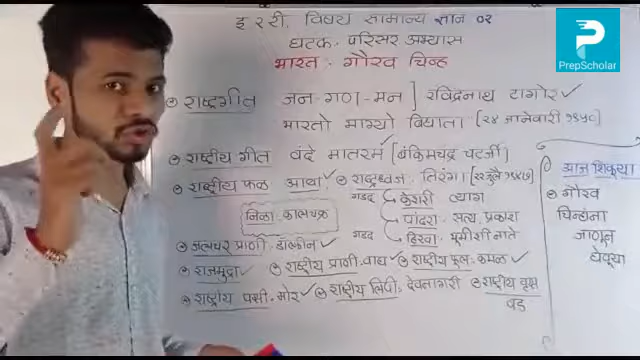 इ २ री, विषय सामान्य ज्ञान ०२
घटक : परिसर अभ्यास
भारत : गौरव चिन्ह
राष्ट्रगीत जन-गण-मन ] रविंद्रनाथ टागोर ✓
भारतो भाग्यो विधाता [२४ जानेवारी १९५०]
राष्ट्रीय गीत वंदे मातरम [बंकिमचंद्र चटर्जी]
राष्ट्रीय फळ आंबा ✓ राष्ट्रध्वज : तिरंगा [२२ जुलै १९४७]
गडद केशरी त्याग
निळा कालचक्र पांढरा : सत्य, प्रकाश
गडद हिरवा :
जलचर प्राणी : डॉल्फीन ✓
राजमुद्रा ✓ राष्ट्रीय प्राणी : वाघ ✓ राष्ट्रीय फूल : कमळ ✓
राष्ट्रीय पक्षी : मोर ✓ राष्ट्रीय लिपी : देवनागरी राष्ट्रीय वृक्ष
वड
आज शिकूया
गौरव
चिन्हांना
जाणून
घेवूया
PrepScholar